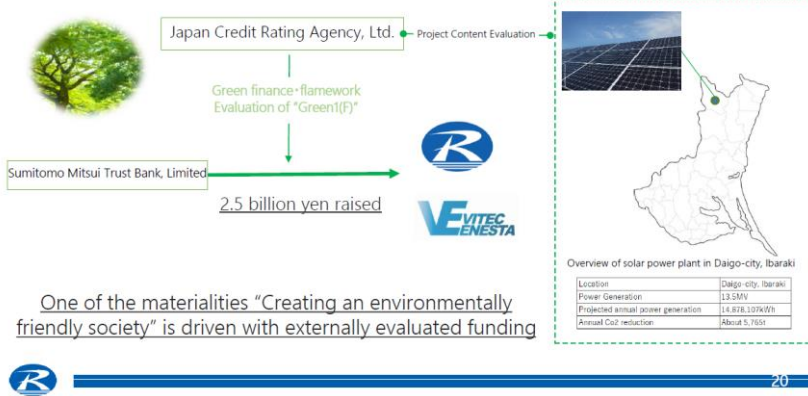 Japan Credit Rating Agency, Ltd.
Project Content Evaluation
Green finance・flamework
Evaluation of "Green1(F)"
Sumitomo Mitsui Trust Bank, Limited
2.5 billion yen raised
R
VITEC
ENESTA
One of the materialities "Creating an environmentally
friendly society" is driven with externally evaluated funding
Overview of solar power plant in Daigo-city, Ibaraki
Location Daigo-city, Ibaraki
Power Generation 13.5MV
Projected annual power generation 14,878,107kWh
Annual Co2 reduction About 5,765t
R
20